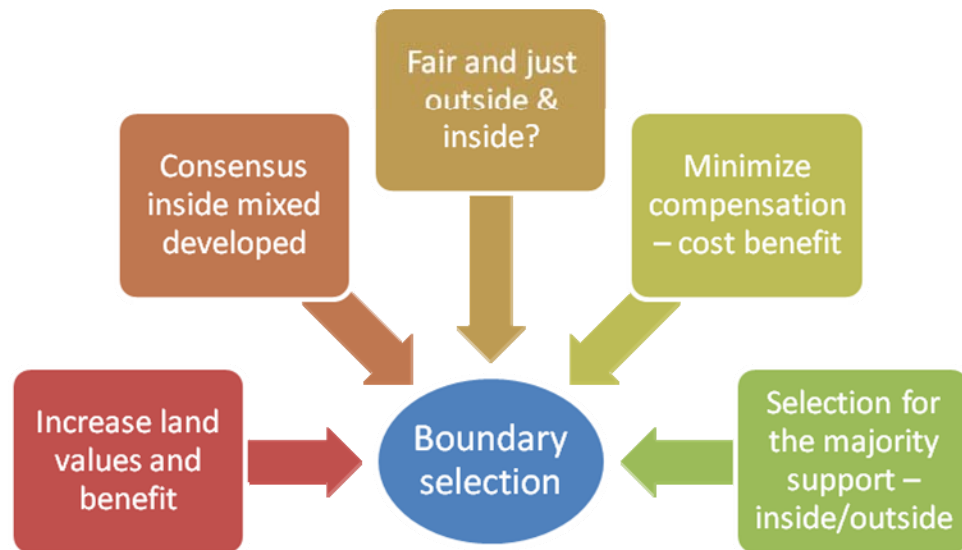 Fair and just
outside &
inside?
Consensus
inside mixed
developed
Minimize
compensation
– cost benefit
Increase land
values and
benefit
Boundary
selection
Selection for
the majority
support –
inside/outside